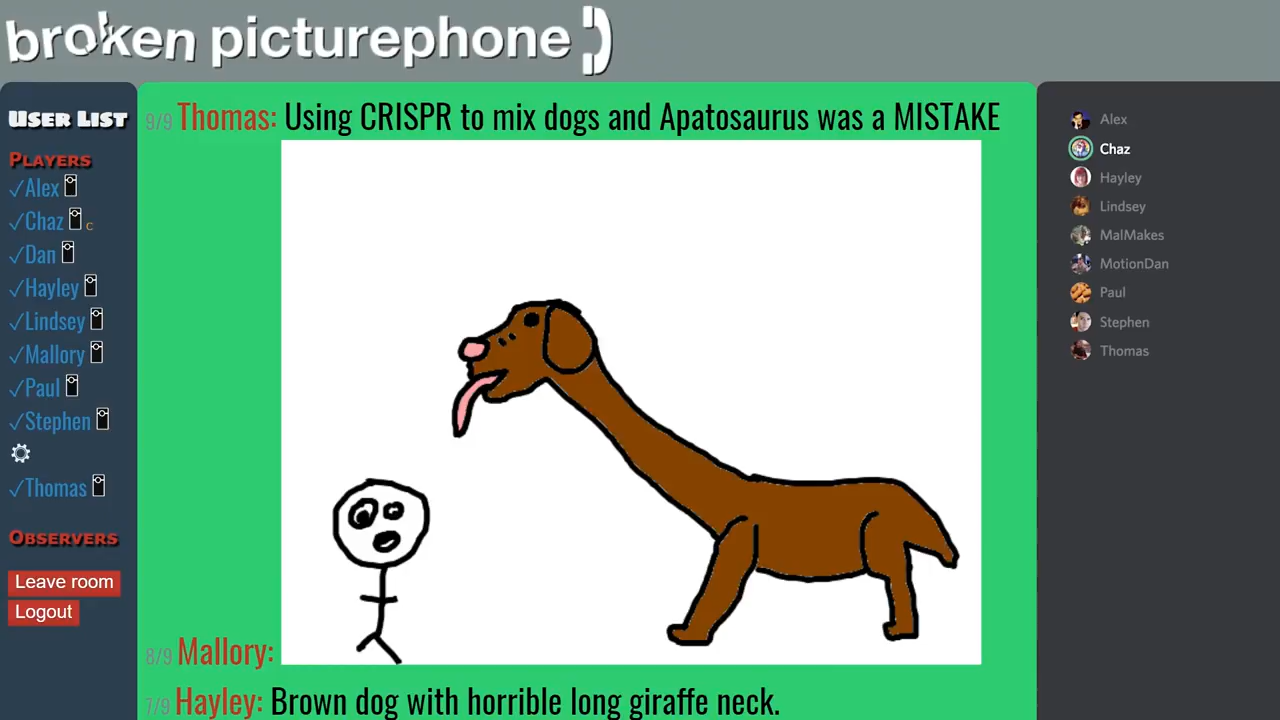 broken picturephone
USER LIST
PLAYERS
✓Alex
✓Chaz c
✓Dan
✓Hayley
✓Lindsey
✓Mallory
✓Paul
✓Stephen
✓Thomas
OBSERVERS
Leave room
Logout
9/9 Thomas: Using CRISPR to mix dogs and Apatosaurus was a MISTAKE
8/9 Mallory:
7/9 Hayley: Brown dog with horrible long giraffe neck.
Alex
Chaz
Hayley
Lindsey
MalMakes
MotionDan
Paul
Stephen
Thomas